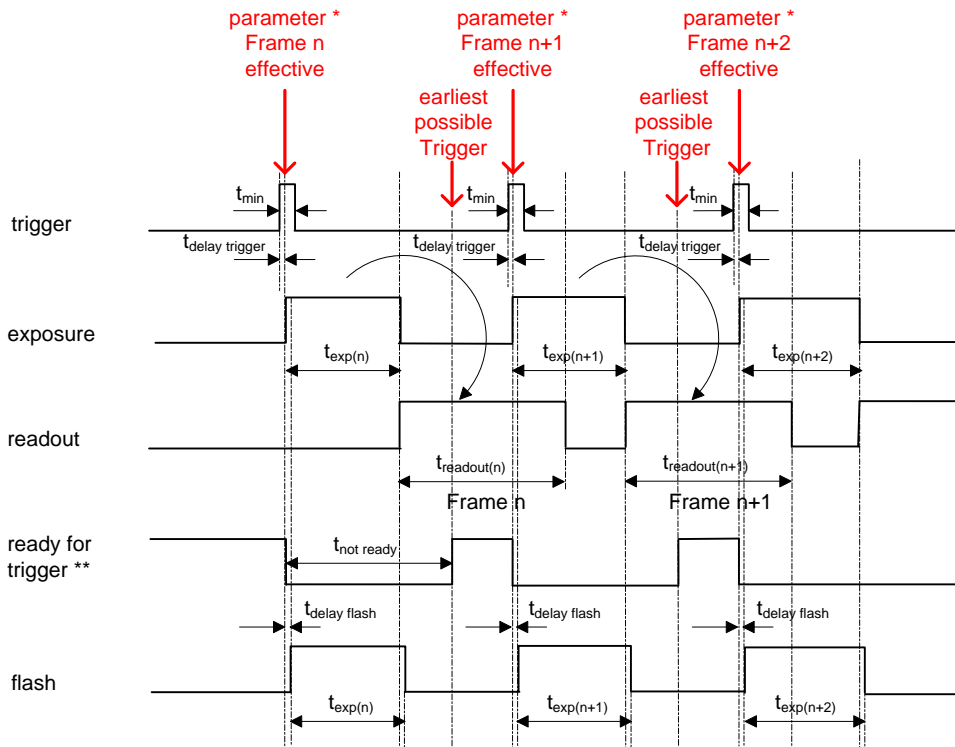 parameter *
Frame n
effective
parameter *
Frame n+1
effective
parameter *
Frame n+2
effective
earliest
possible
Trigger
earliest
possible
Trigger
trigger
tmin
tmin
tmin
tdelay trigger
tdelay trigger
tdelay trigger
exposure
texp(n)
texp(n+1)
texp(n+2)
readout
treadout(n)
treadout(n+1)
Frame n
Frame n+1
ready for
trigger **
tnot ready
tdelay flash
tdelay flash
tdelay flash
flash
texp(n)
texp(n+1)
texp(n+2)